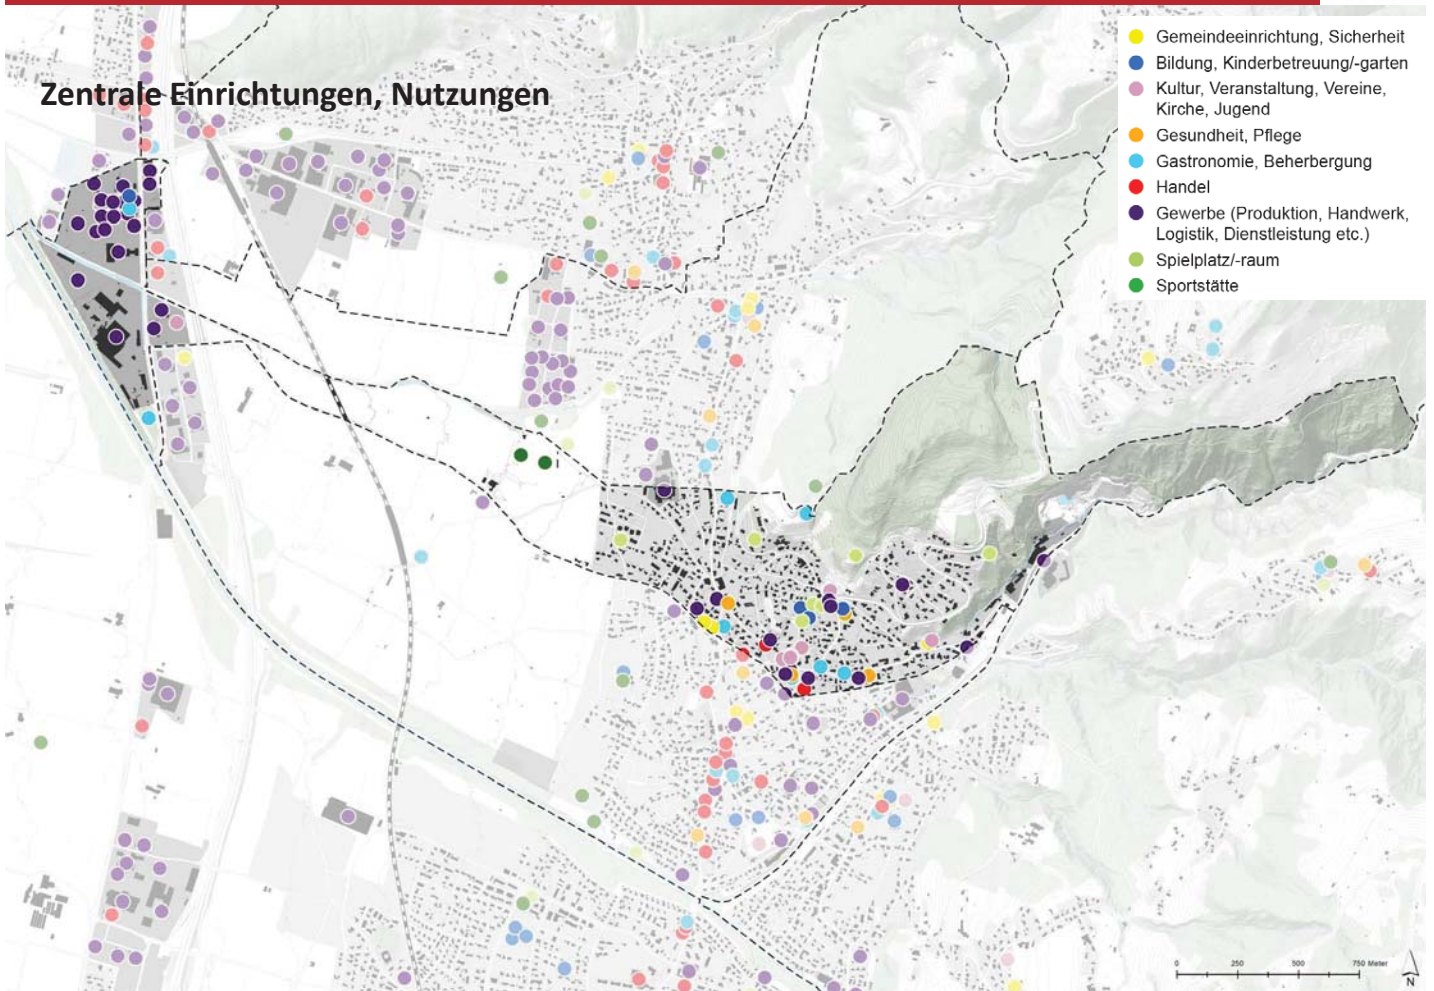 Zentrale Einrichtungen, Nutzungen
Gemeindeeinrichtung, Sicherheit
Bildung, Kinderbetreuung/-garten
Kultur, Veranstaltung, Vereine,
Kirche, Jugend
Gesundheit, Pflege
Gastronomie, Beherbergung
Handel
Gewerbe (Produktion, Handwerk,
Logistik, Dienstleistung etc.)
Spielplatz/-raum
Sportstätte
0 250 500 750 Meter
N